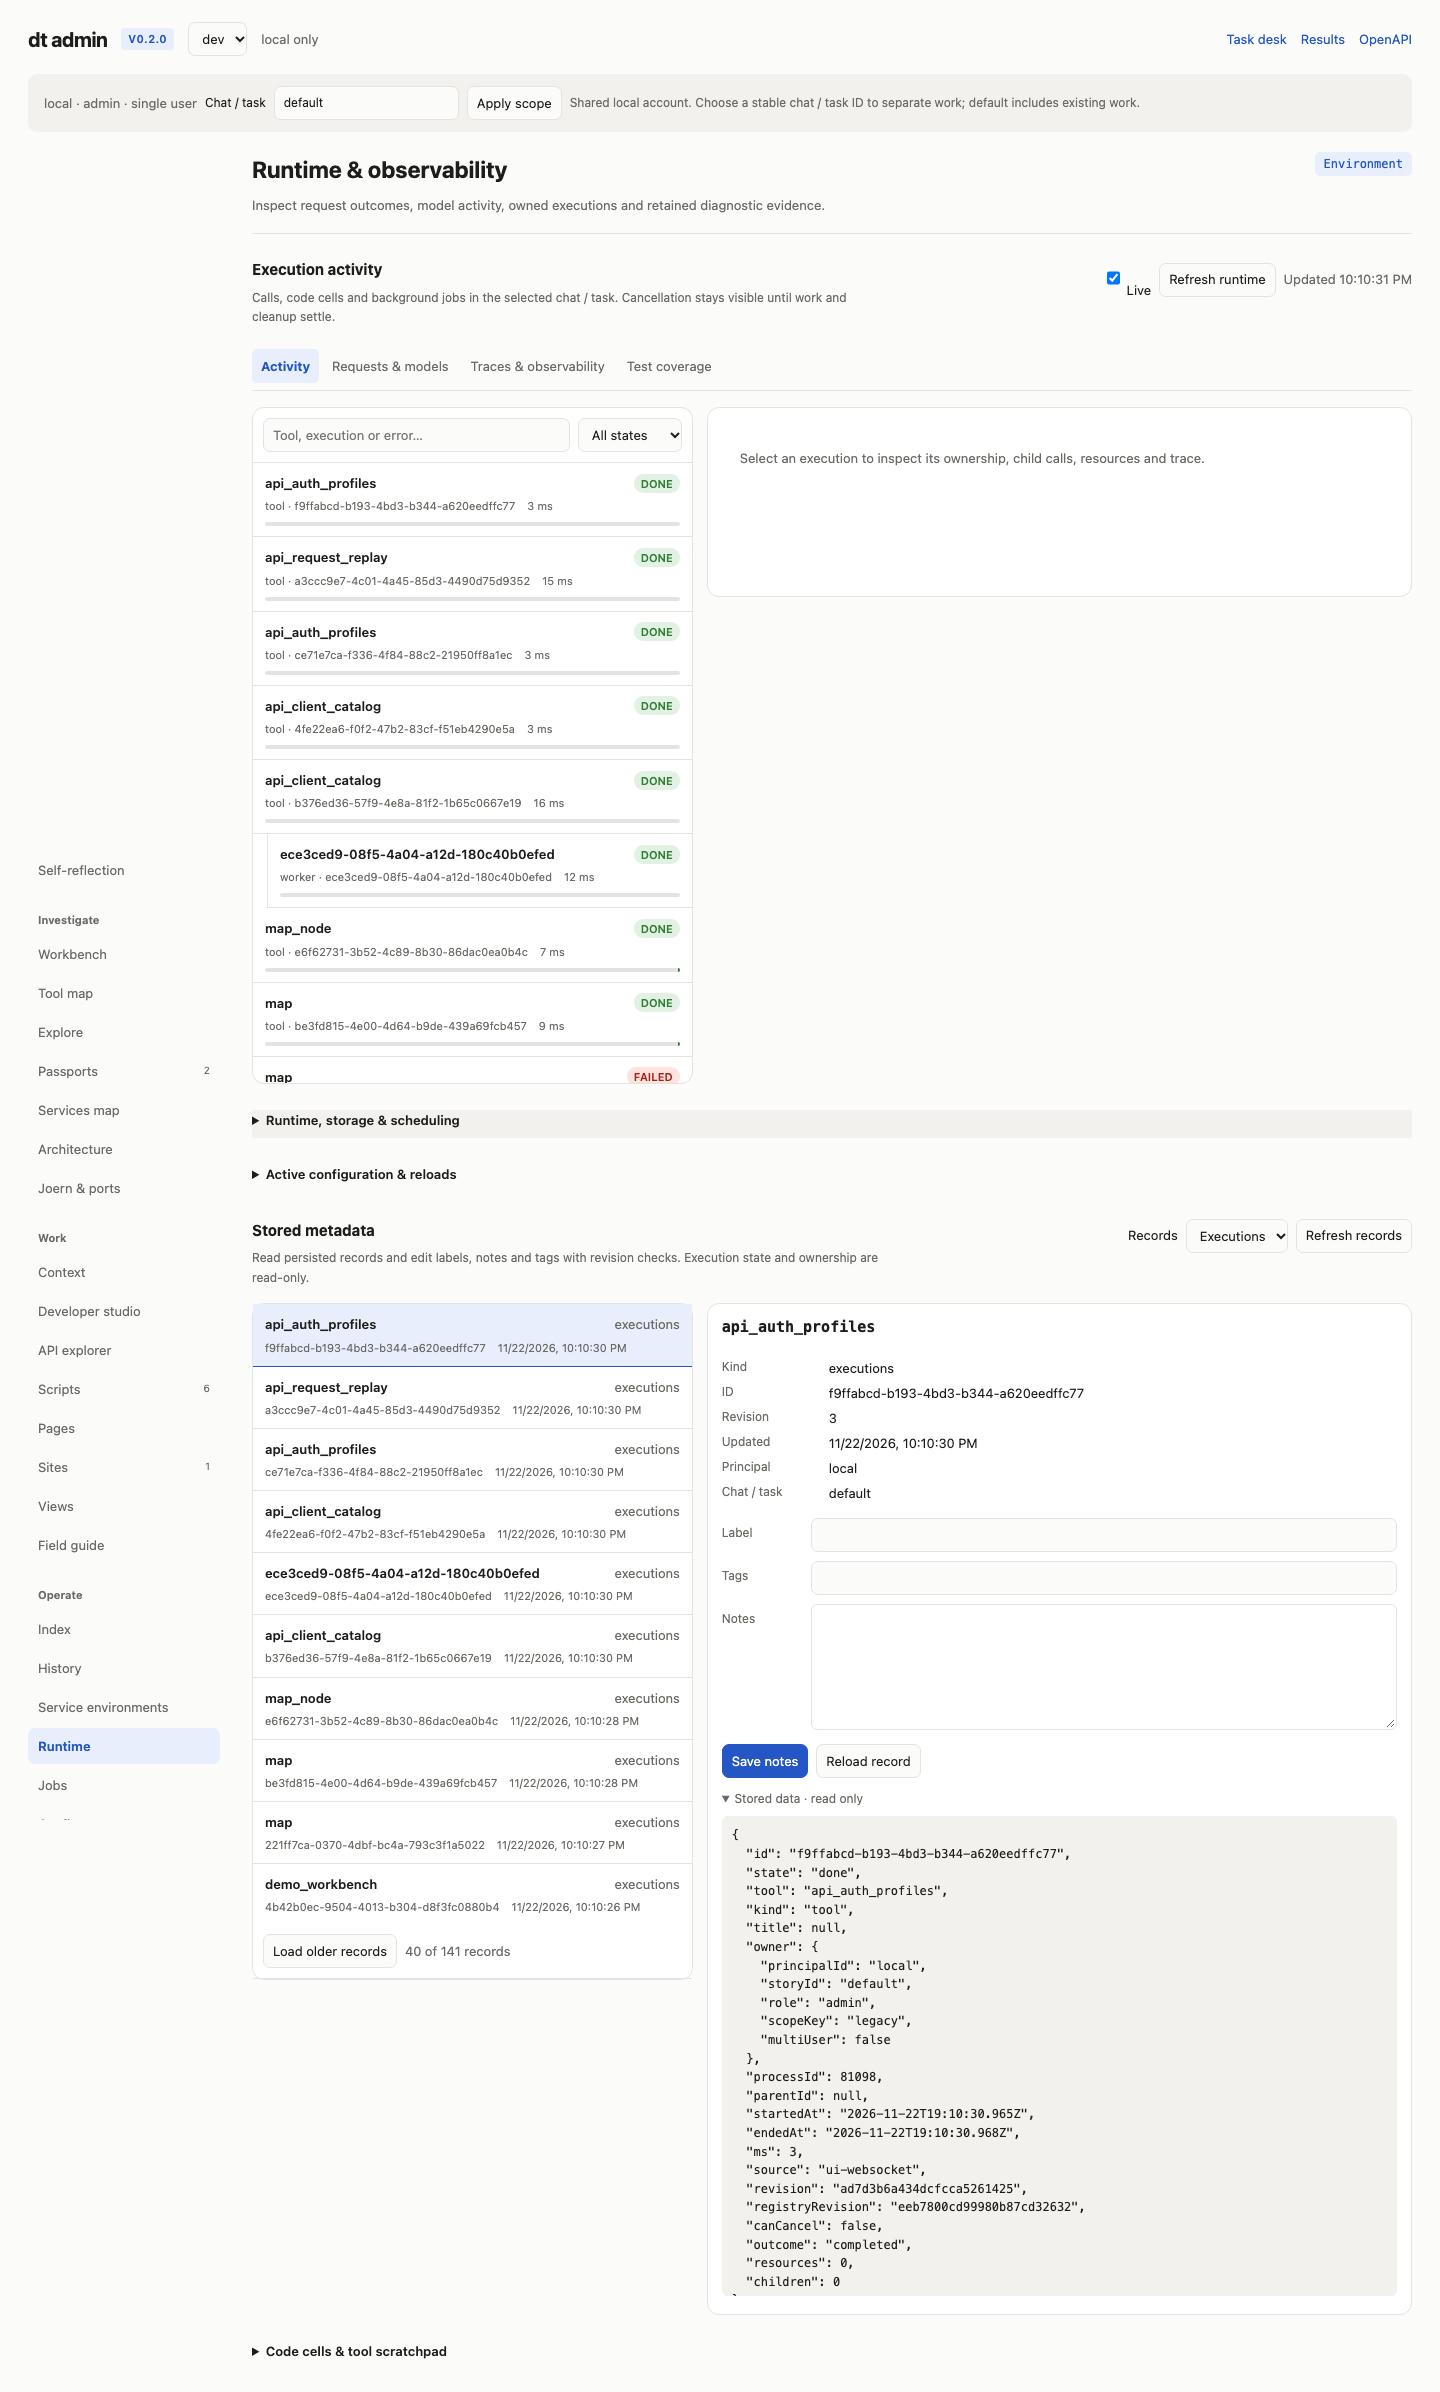 dt admin
V0.2.0
dev
local only
Task desk
Results
OpenAPI
local · admin · single user
Chat / task
default
Apply scope
Shared local account. Choose a stable chat / task ID to separate work; default includes existing work.
Runtime & observability
Environment
Inspect request outcomes, model activity, owned executions and retained diagnostic evidence.
Execution activity
Calls, code cells and background jobs in the selected chat / task. Cancellation stays visible until work and
cleanup settle.
Live
Refresh runtime
Updated 10:10:31 PM
Activity
Requests & models
Traces & observability
Test coverage
Tool, execution or error...
All states
api_auth_profiles
DONE
tool · f9ffabcd-b193-4bd3-b344-a620eedffc77 3 ms
api_request_replay
DONE
tool · a3ccc9e7-4c01-4a45-85d3-4490d75d9352 15 ms
api_auth_profiles
DONE
tool · ce71e7ca-f336-4f84-88c2-21950ff8a1ec 3 ms
api_client_catalog
DONE
tool · 4fe22ea6-f0f2-47b2-83cf-f51eb4290e5a 3 ms
api_client_catalog
DONE
tool · b376ed36-57f9-4e8a-81f2-1b65c0667e19 16 ms
ece3ced9-08f5-4a04-a12d-180c40b0efed
DONE
worker · ece3ced9-08f5-4a04-a12d-180c40b0efed 12 ms
map_node
DONE
tool · e6f62731-3b52-4c89-8b30-86dac0ea0b4c 7 ms
map
DONE
tool · be3fd815-4e00-4d64-b9de-439a69fcb457 9 ms
map
FAILED
Select an execution to inspect its ownership, child calls, resources and trace.
Self-reflection
Investigate
Workbench
Tool map
Explore
Passports 2
Services map
Architecture
Joern & ports
Work
Context
Developer studio
API explorer
Scripts 6
Pages
Sites 1
Views
Field guide
Operate
Index
History
Service environments
Runtime
Jobs
Runtime, storage & scheduling
Active configuration & reloads
Stored metadata
Read persisted records and edit labels, notes and tags with revision checks. Execution state and ownership are
read-only.
Records
Executions
Refresh records
api_auth_profiles executions
f9ffabcd-b193-4bd3-b344-a620eedffc77 11/22/2026, 10:10:30 PM
api_request_replay executions
a3ccc9e7-4c01-4a45-85d3-4490d75d9352 11/22/2026, 10:10:30 PM
api_auth_profiles executions
ce71e7ca-f336-4f84-88c2-21950ff8a1ec 11/22/2026, 10:10:30 PM
api_client_catalog executions
4fe22ea6-f0f2-47b2-83cf-f51eb4290e5a 11/22/2026, 10:10:30 PM
ece3ced9-08f5-4a04-a12d-180c40b0efed executions
ece3ced9-08f5-4a04-a12d-180c40b0efed 11/22/2026, 10:10:30 PM
api_client_catalog executions
b376ed36-57f9-4e8a-81f2-1b65c0667e19 11/22/2026, 10:10:30 PM
map_node executions
e6f62731-3b52-4c89-8b30-86dac0ea0b4c 11/22/2026, 10:10:28 PM
map executions
be3fd815-4e00-4d64-b9de-439a69fcb457 11/22/2026, 10:10:28 PM
map executions
221ff7ca-0370-4dbf-bc4a-793c3f1a5022 11/22/2026, 10:10:27 PM
demo_workbench executions
4b42b0ec-9504-4013-b304-d8f3fc0880b4 11/22/2026, 10:10:26 PM
Load older records
40 of 141 records
api_auth_profiles
Kind executions
ID f9ffabcd-b193-4bd3-b344-a620eedffc77
Revision 3
Updated 11/22/2026, 10:10:30 PM
Principal local
Chat / task default
Label
Tags
Notes
Save notes
Reload record
Stored data · read only
{
"id": "f9ffabcd-b193-4bd3-b344-a620eedffc77",
"state": "done",
"tool": "api_auth_profiles",
"kind": "tool",
"title": null,
"owner": {
"principalId": "local",
"storyId": "default",
"role": "admin",
"scopeKey": "legacy",
"multiUser": false
},
"processId": 81098,
"parentId": null,
"startedAt": "2026-11-22T19:10:30.965Z",
"endedAt": "2026-11-22T19:10:30.968Z",
"ms": 3,
"source": "ui-websocket",
"revision": "ad7d3b6a434dcfcca5261425",
"registryRevision": "eeb7800cd99980b87cd32632",
"canCancel": false,
"outcome": "completed",
"resources": 0,
"children": 0
Code cells & tool scratchpad